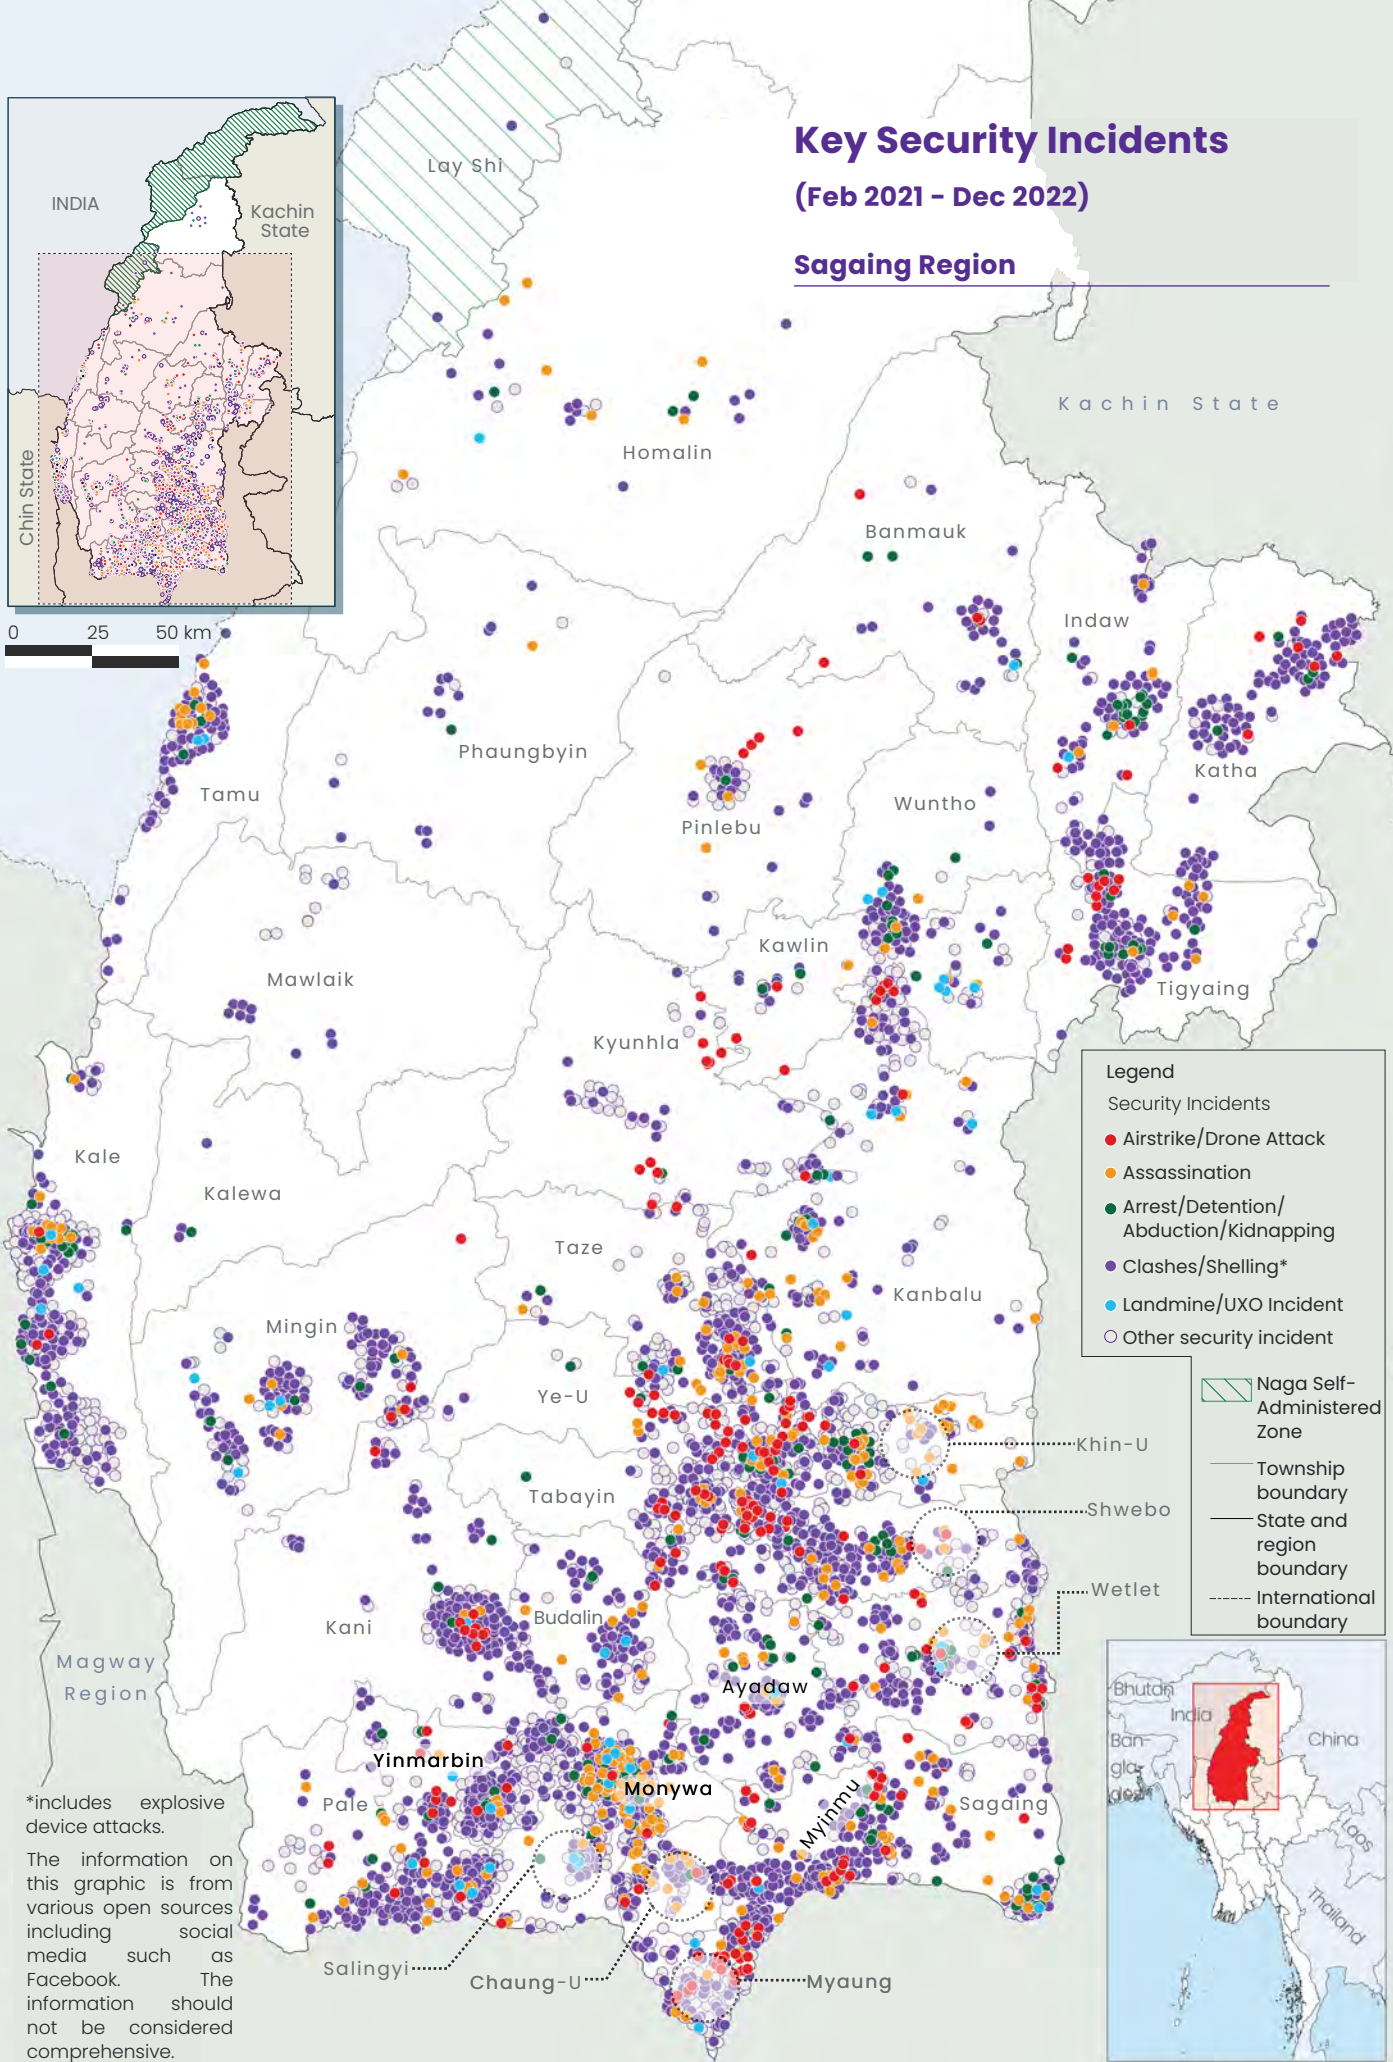 Key Security Incidents
(Feb 2021 - Dec 2022)
Sagaing Region
INDIA
Kachin
State
Chin State
0 25 50 km
Lay Shi
Kachin State
Homalin
Banmauk
Indaw
Katha
Phaungbyin
Tamu
Wuntho
Pinlebu
Kawlin
Mawlaik
Tigyaing
Kyunhla
Kale
Kalewa
Taze
Kanbalu
Mingin
Ye-U
Khin-U
Tabayin
Shwebo
Wetlet
Budalin
Kani
Magway
Region
Ayadaw
Yinmarbin
Monywa
Pale
Myinmu
Sagaing
Salingyi
Chaung-U
Myaung
Legend
Security Incidents
Airstrike/Drone Attack
Assassination
Arrest/Detention/
Abduction/Kidnapping
Clashes/Shelling*
Landmine/UXO Incident
Other security incident
Naga Self-
Administered
Zone
Township
boundary
State and
region
boundary
International
boundary
Bhutan
India
Ban-
gla-
desh
China
Laos
Thailand
*includes explosive
device attacks.
The information on
this graphic is from
various open sources
including social
media such as
Facebook. The
information should
not be considered
comprehensive.